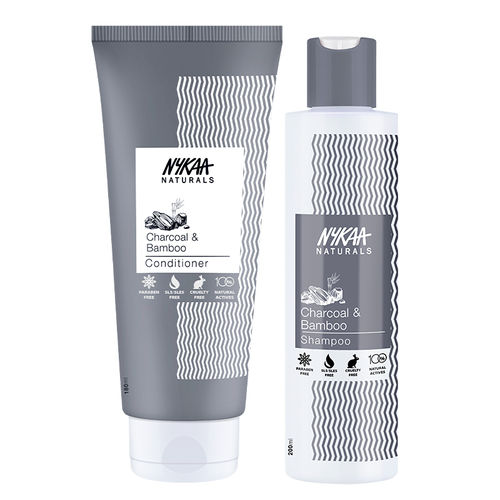 NYKAA
NATURALS
Charcoal &
Bamboo
Conditioner
PARABEN
FREE
SLS/SLES
FREE
CRUELTY
FREE
100%
NATURAL
ACTIVES
180ml
NYKAA
NATURALS
Charcoal &
Bamboo
Shampoo
PARABEN
FREE
SLS/SLES
FREE
CRUELTY
FREE
100%
NATURAL
ACTIVES
200ml